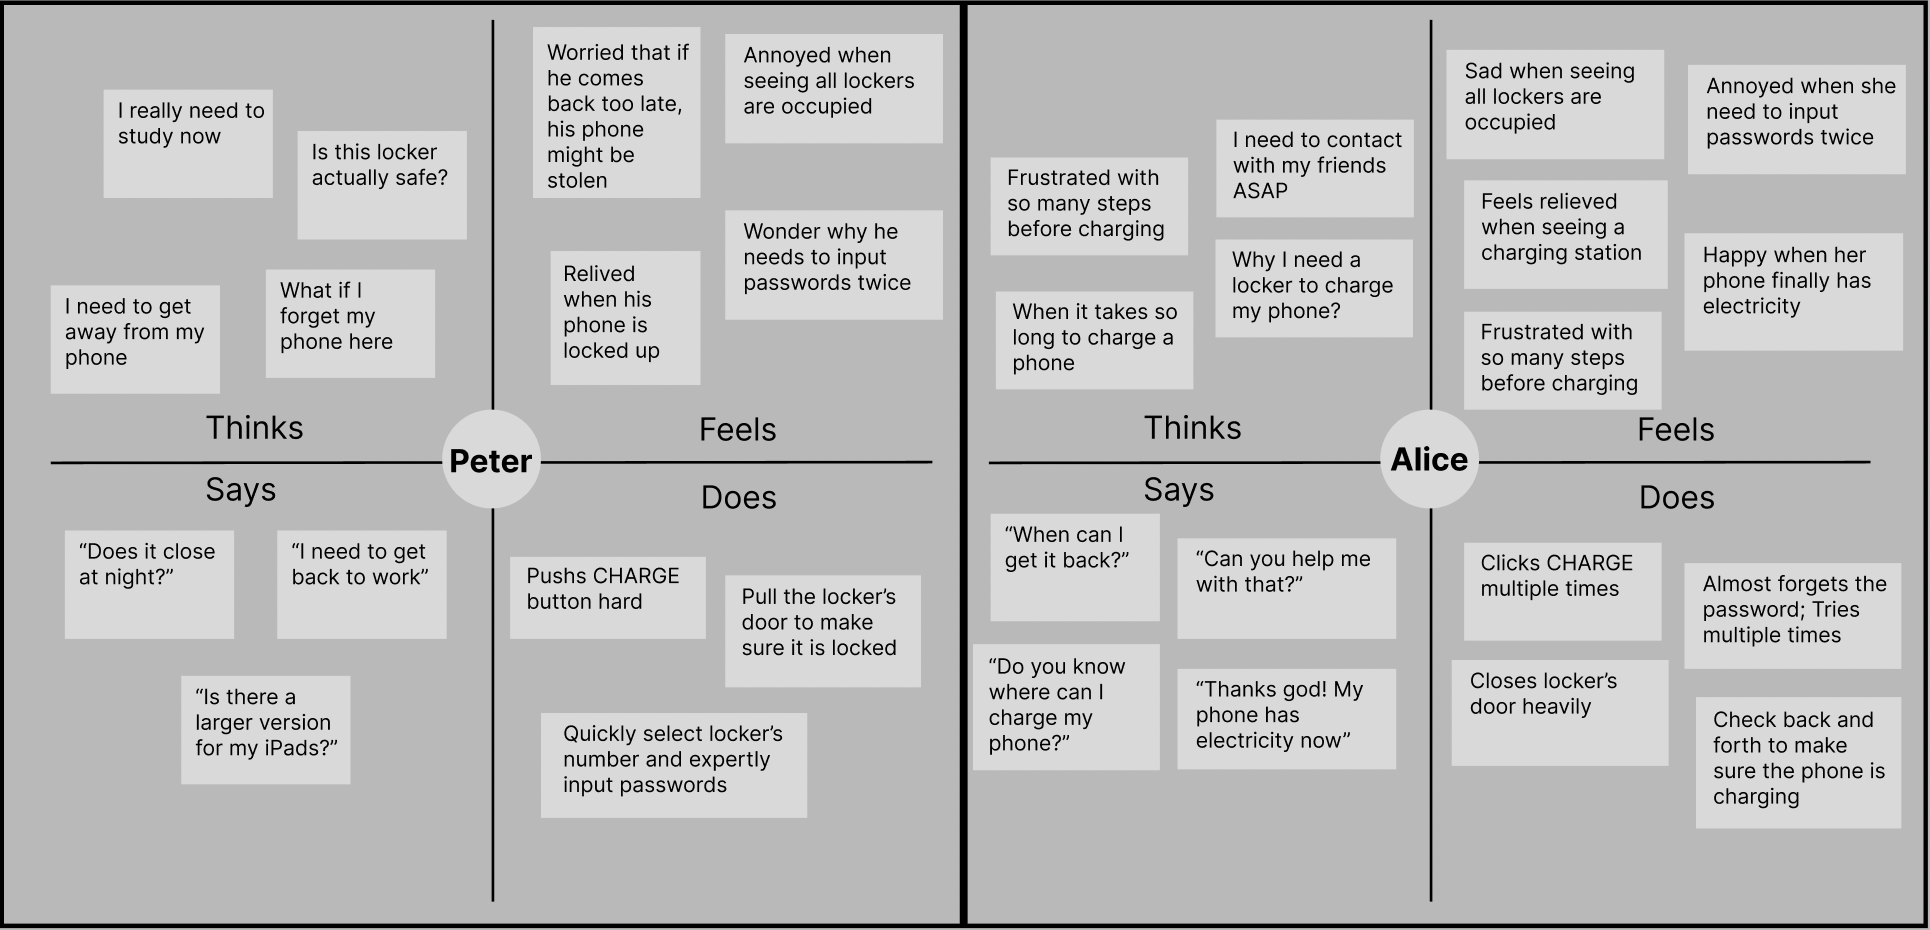 I really need to
study now
Is this locker
actually safe?
I need to get
away from my
phone
What if I
forget my
phone here
Thinks
Worried that if
he comes
back too late,
his phone
might be
stolen
Annoyed when
seeing all lockers
are occupied
Relived
when his
phone is
locked up
Wonder why he
needs to input
passwords twice
Feels
Peter
Says
“Does it close
at night?”
“I need to get
back to work”
“Is there a
larger version
for my iPads?”
Does
Pushs CHARGE
button hard
Pull the locker’s
door to make
sure it is locked
Quickly select locker’s
number and expertly
input passwords
Frustrated with
so many steps
before charging
I need to contact
with my friends
ASAP
When it takes so
long to charge a
phone
Why I need a
locker to charge
my phone?
Thinks
Sad when seeing
all lockers are
occupied
Annoyed when she
need to input
passwords twice
Feels relieved
when seeing a
charging station
Happy when her
phone finally has
electricity
Frustrated with
so many steps
before charging
Feels
Alice
Says
“When can I
get it back?”
“Can you help me
with that?”
“Do you know
where can I
charge my
phone?”
“Thanks god! My
phone has
electricity now”
Does
Clicks CHARGE
multiple times
Almost forgets the
password; Tries
multiple times
Closes locker’s
door heavily
Check back and
forth to make
sure the phone is
charging